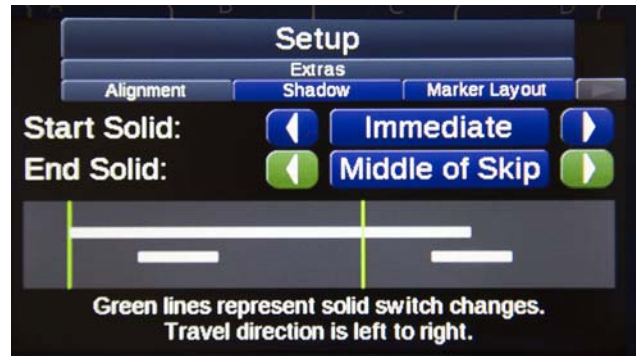 A B C D
Setup
Extras
Alignment Shadow Marker Layout
Start Solid: Immediate
End Solid: Middle of Skip
Green lines represent solid switch changes.
Travel direction is left to right.